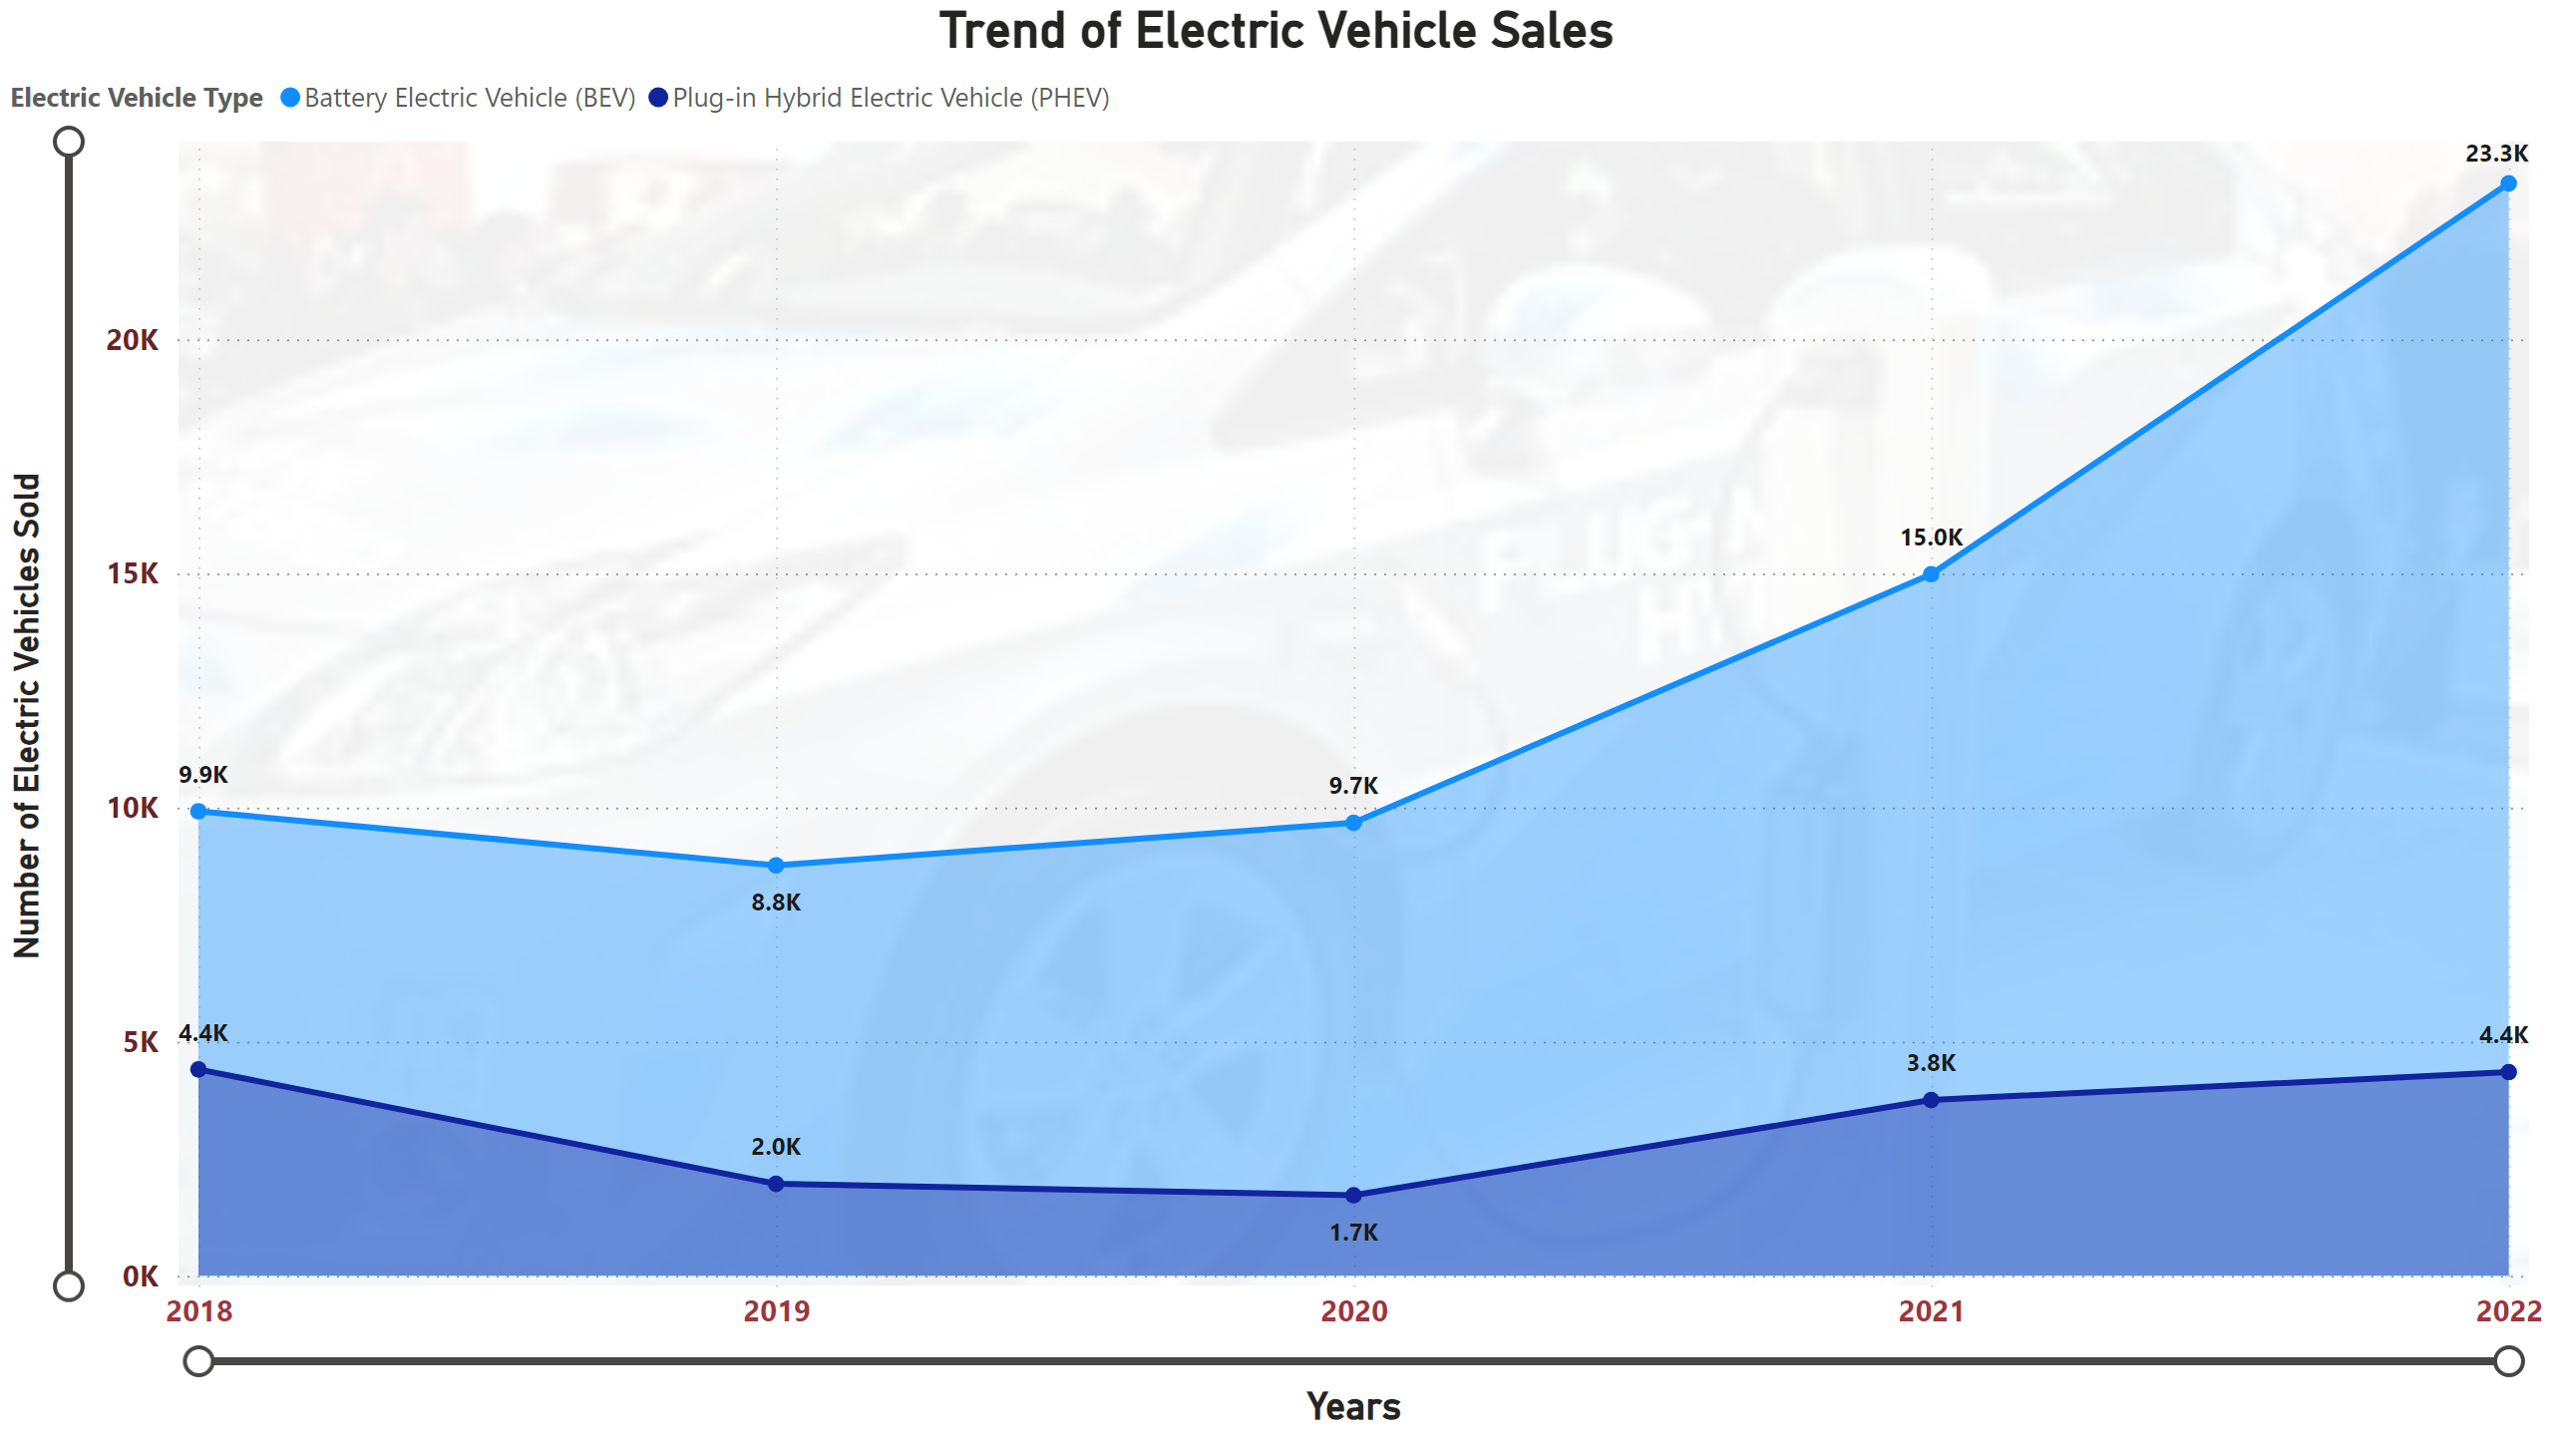 Trend of Electric Vehicle Sales
Electric Vehicle Type Battery Electric Vehicle (BEV) Plug-in Hybrid Electric Vehicle (PHEV)
Number of Electric Vehicles Sold
20K
15K
10K
5K
0K
9.9K
8.8K
9.7K
15.0K
23.3K
4.4K
2.0K
1.7K
3.8K
4.4K
2018 2019 2020 2021 2022
Years